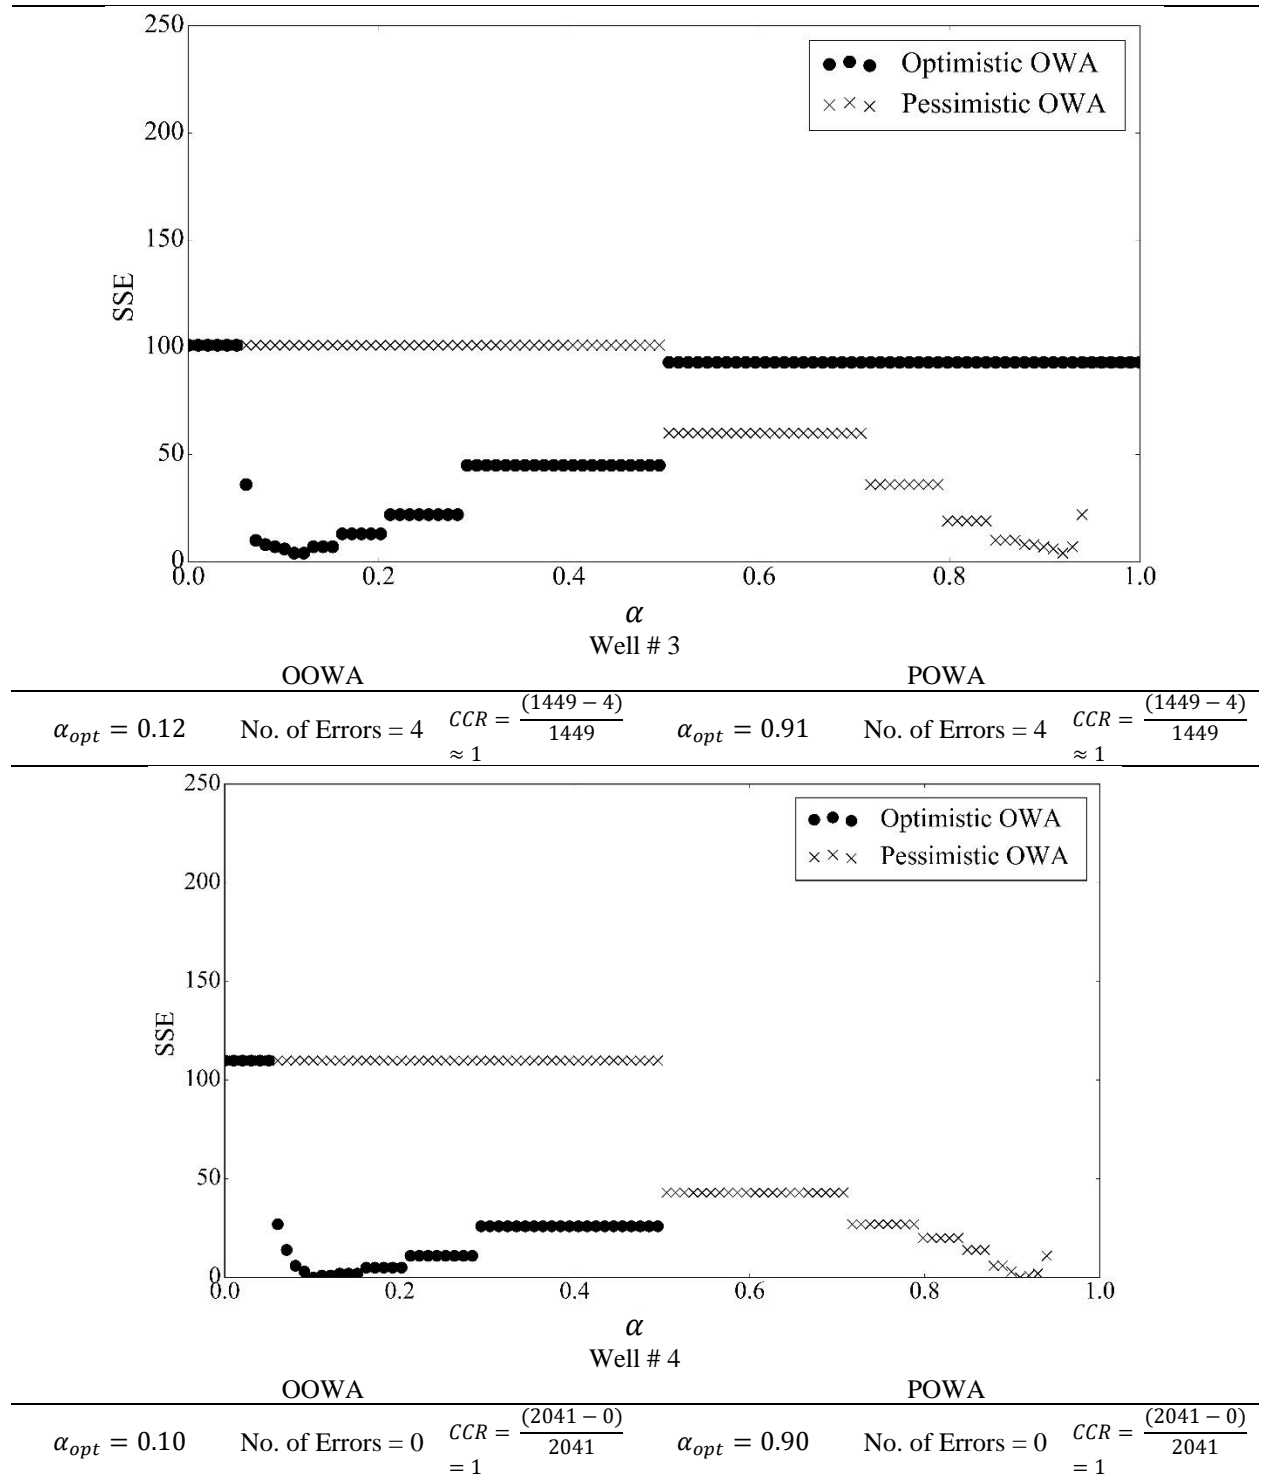 250
Optimistic OWA
Pessimistic OWA
200
150
SSE
100
50
0
0.0 0.2 0.4 0.6 0.8 1.0
α
Well # 3
OOWA POWA
α_opt = 0.12 No. of Errors = 4 CCR = (1449 − 4) / 1449 ≈ 1 α_opt = 0.91 No. of Errors = 4 CCR = (1449 − 4) / 1449 ≈ 1
250
Optimistic OWA
Pessimistic OWA
200
150
SSE
100
50
0
0.0 0.2 0.4 0.6 0.8 1.0
α
Well # 4
OOWA POWA
α_opt = 0.10 No. of Errors = 0 CCR = (2041 − 0) / 2041 = 1 α_opt = 0.90 No. of Errors = 0 CCR = (2041 − 0) / 2041 = 1